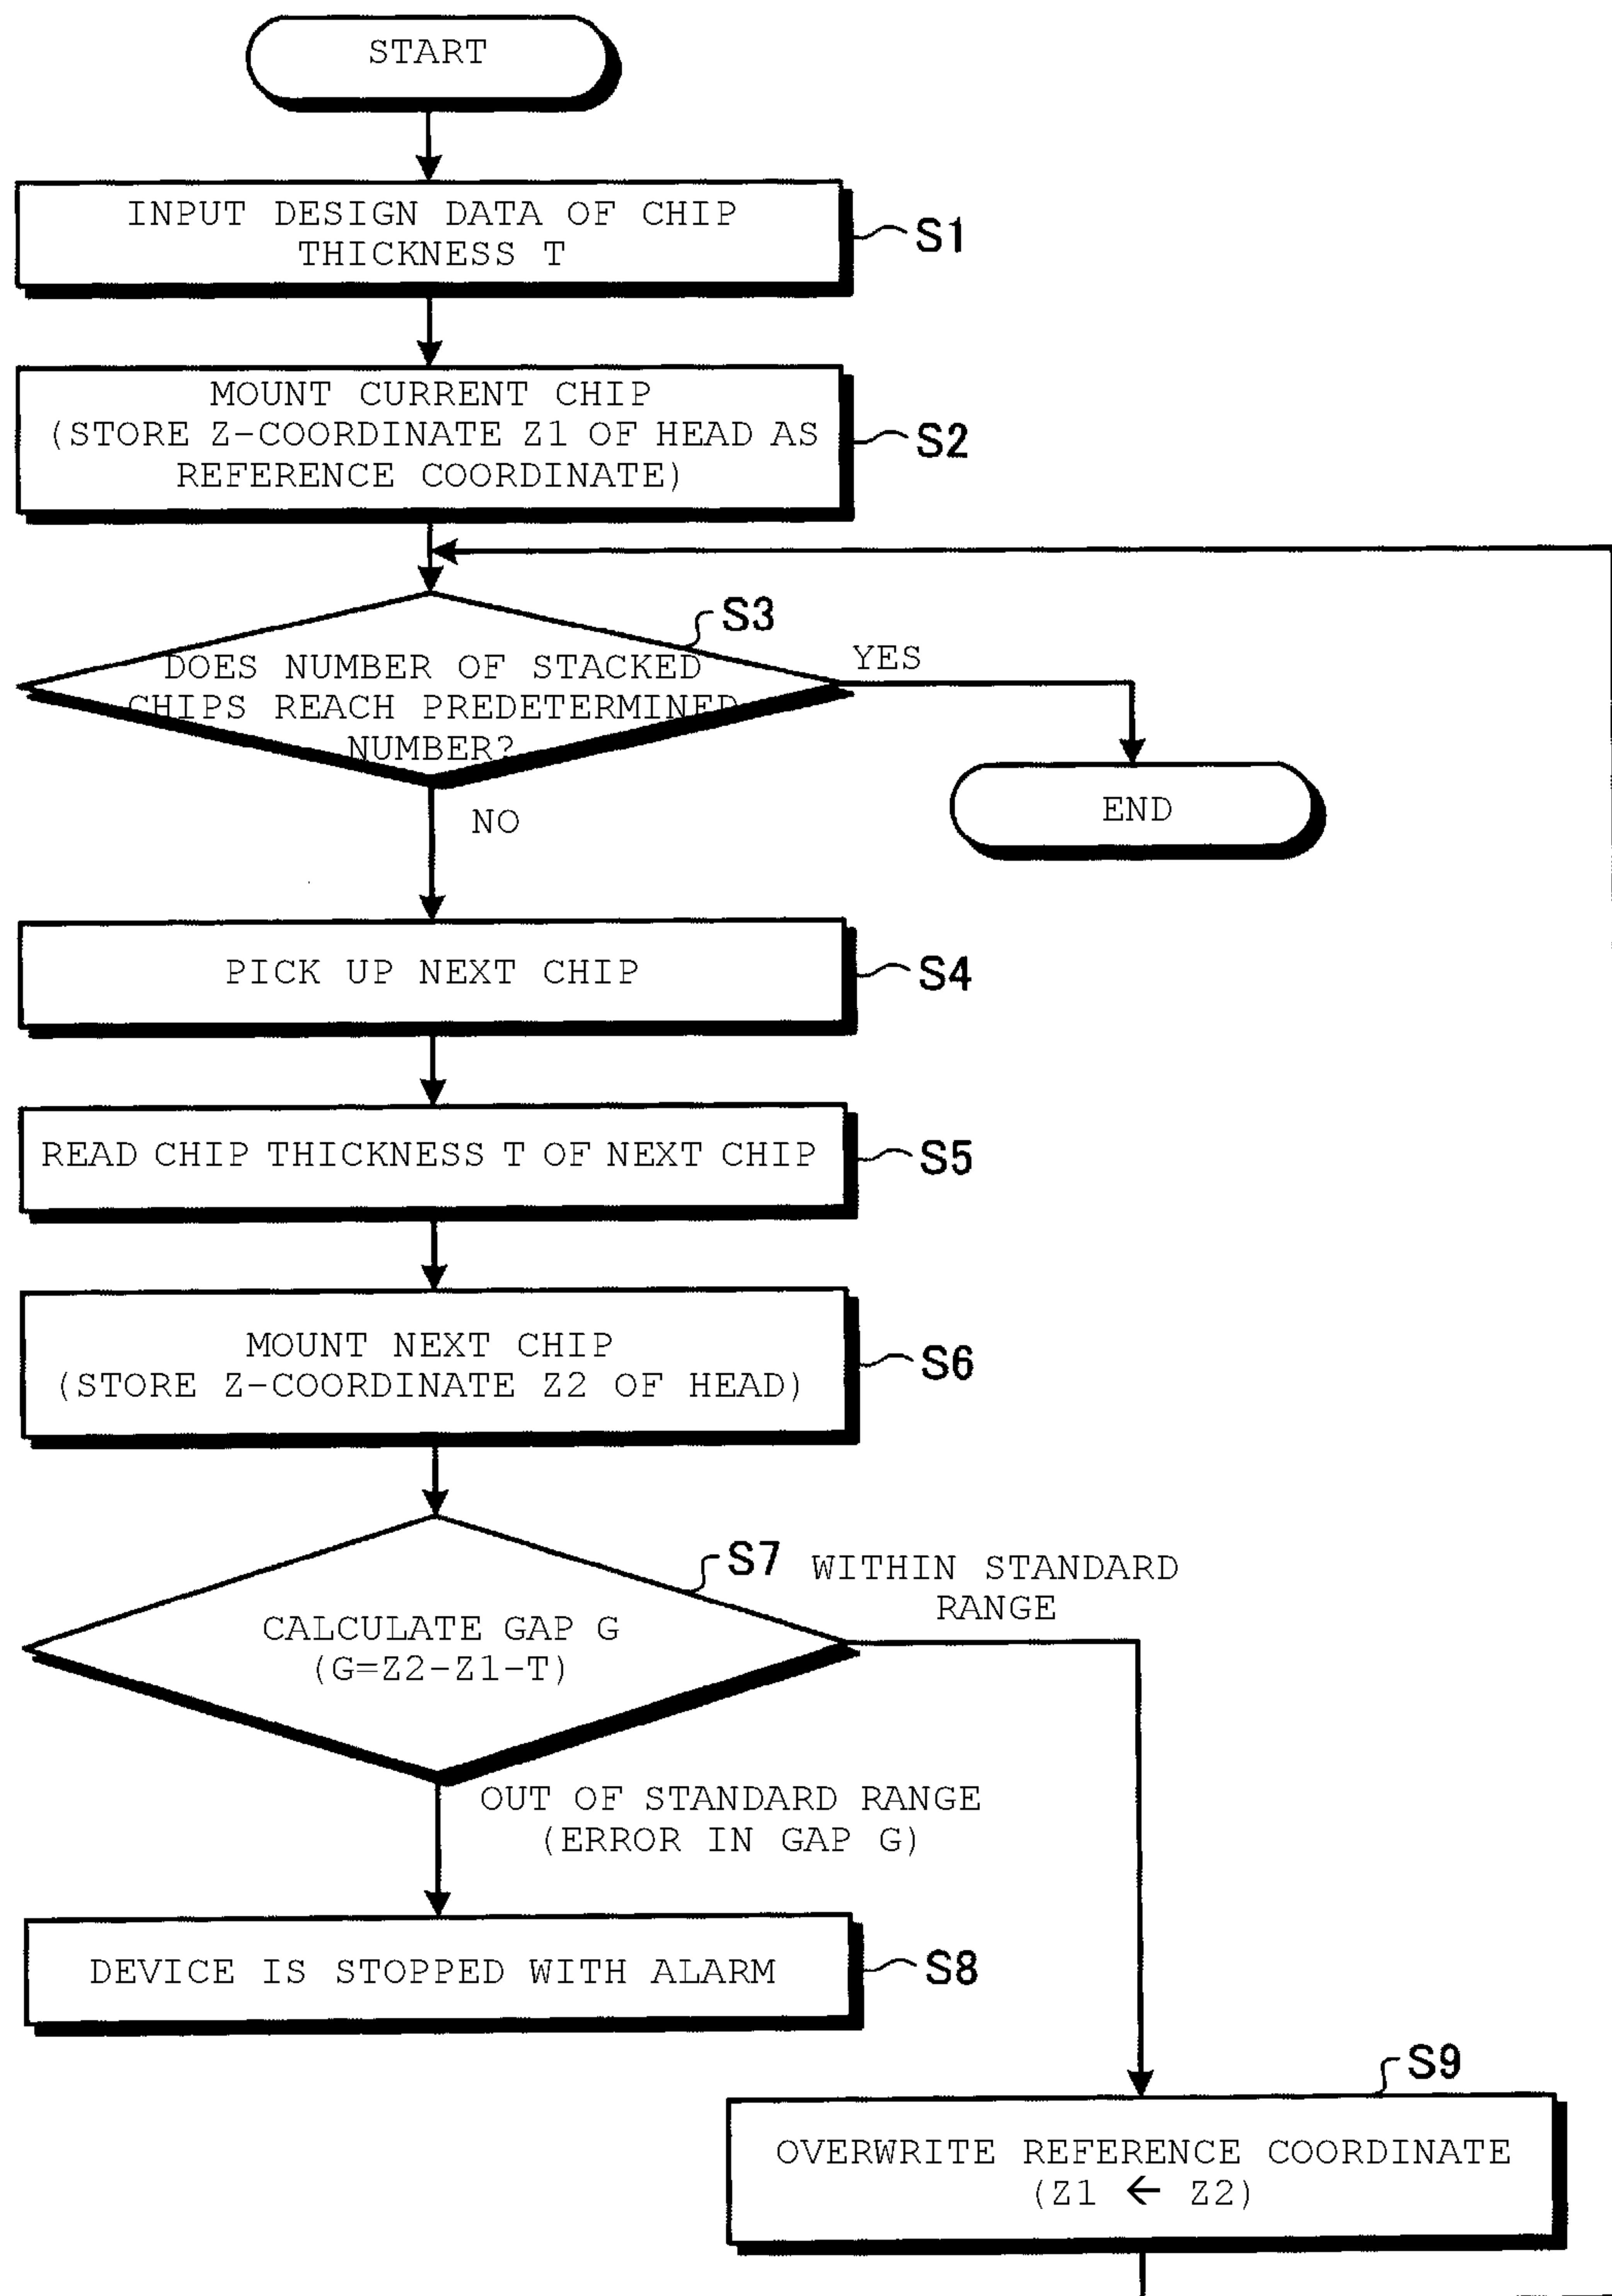 START
INPUT DESIGN DATA OF CHIP
THICKNESS T
S1
MOUNT CURRENT CHIP
(STORE Z-COORDINATE Z1 OF HEAD AS
REFERENCE COORDINATE)
S2
S3
DOES NUMBER OF STACKED
CHIPS REACH PREDETERMINED
NUMBER?
YES
END
NO
PICK UP NEXT CHIP
S4
READ CHIP THICKNESS T OF NEXT CHIP
S5
MOUNT NEXT CHIP
(STORE Z-COORDINATE Z2 OF HEAD)
S6
S7
WITHIN STANDARD
RANGE
CALCULATE GAP G
(G=Z2-Z1-T)
OUT OF STANDARD RANGE
(ERROR IN GAP G)
DEVICE IS STOPPED WITH ALARM
S8
S9
OVERWRITE REFERENCE COORDINATE
(Z1 ← Z2)